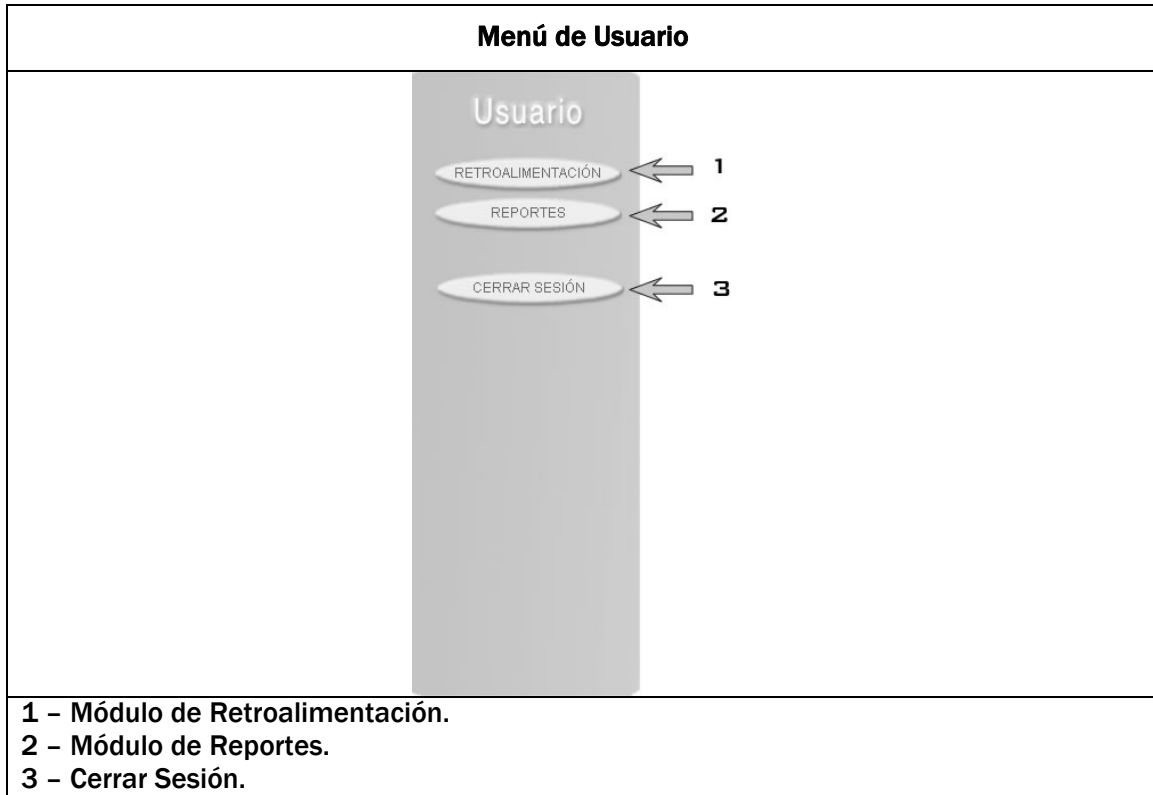 Menú de Usuario
Usuario
RETROALIMENTACIÓN
1
REPORTES
2
CERRAR SESIÓN
3
1 – Módulo de Retroalimentación.
2 – Módulo de Reportes.
3 – Cerrar Sesión.